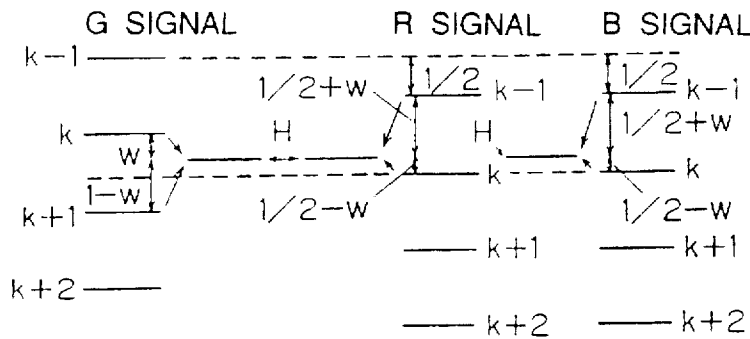 G SIGNAL R SIGNAL B SIGNAL
k−1
1/2+w 1/2 k−1 1/2 k−1
k H H 1/2+w
w
1−w k k
k+1 1/2−w 1/2−w
k+1 k+1
k+2
k+2 k+2